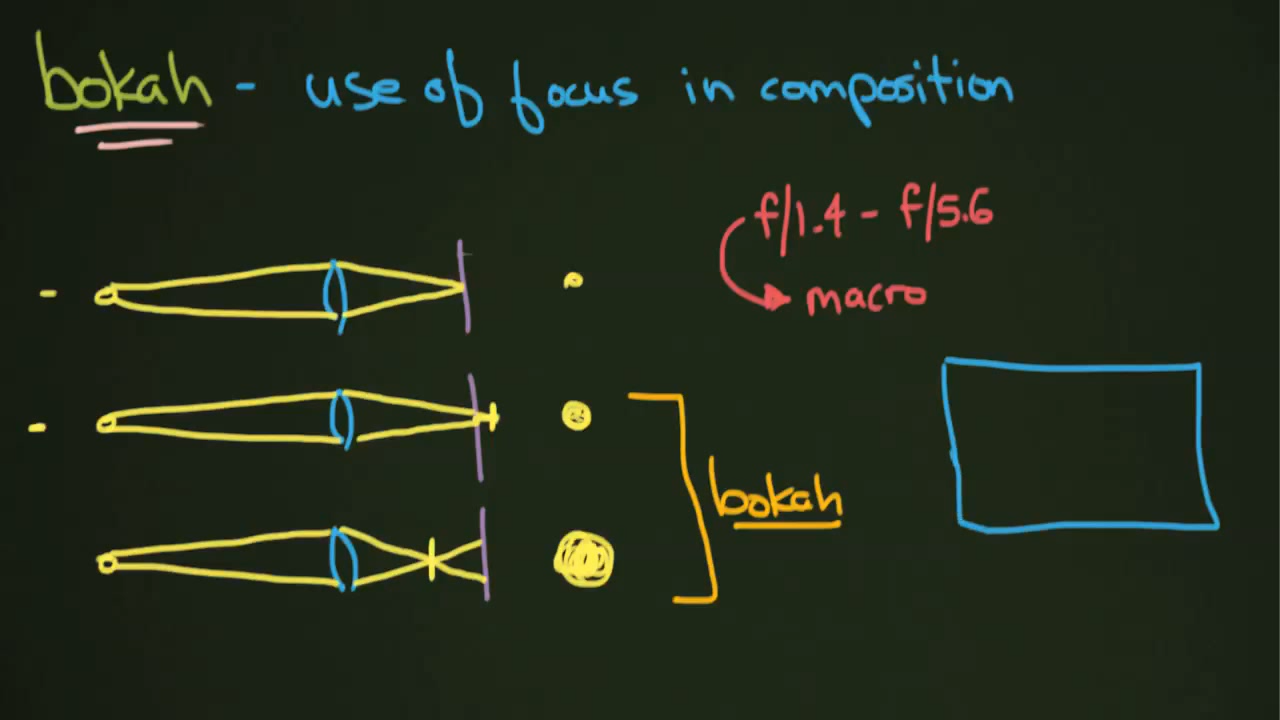 bokah - use of focus in composition
f/1.4 - f/5.6
macro
bokah